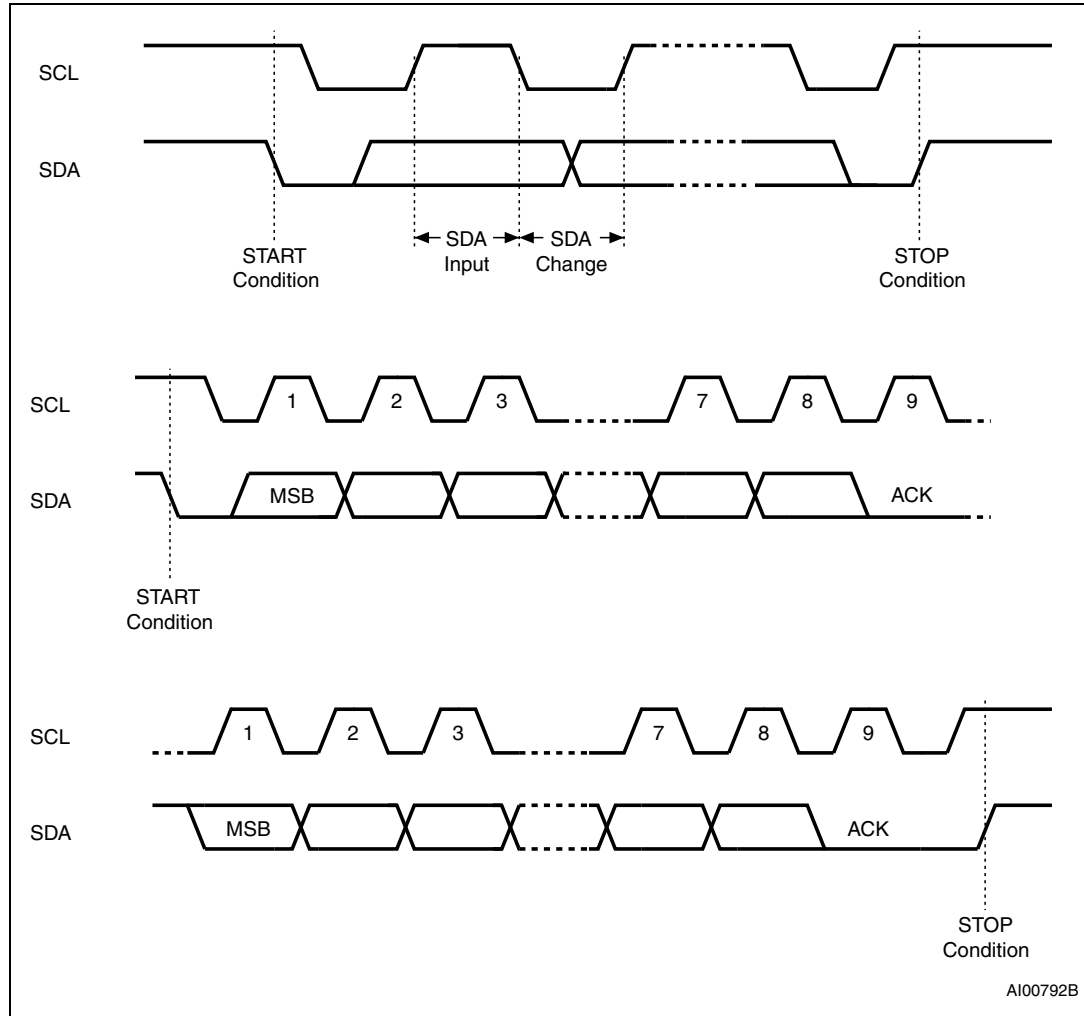 SCL
SDA
START
Condition
SDA
Input
SDA
Change
STOP
Condition
SCL
1 2 3 7 8 9
SDA
MSB ACK
START
Condition
SCL
1 2 3 7 8 9
SDA
MSB ACK
STOP
Condition
AI00792B